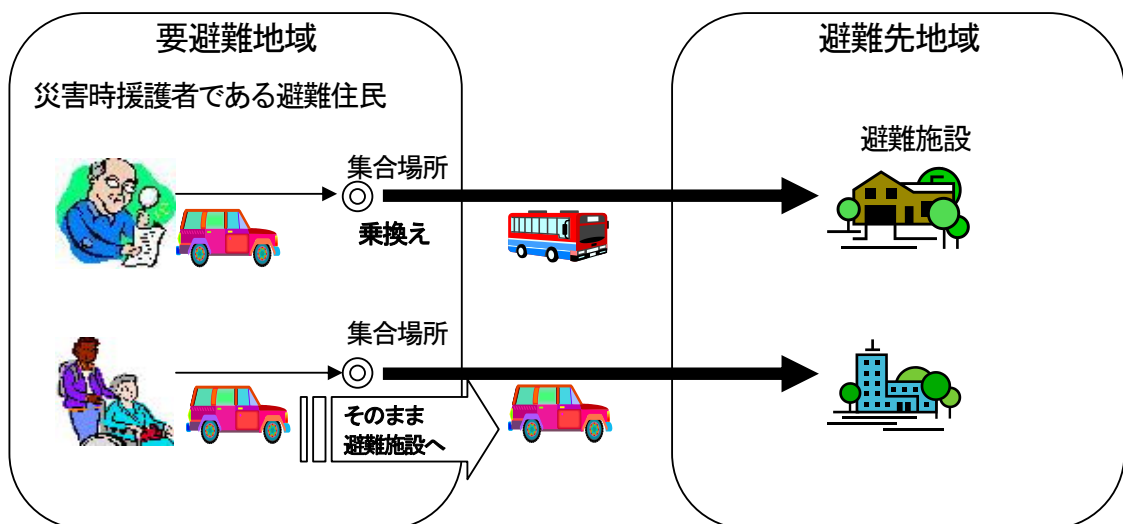 要避難地域
避難先地域
災害時援護者である避難住民
避難施設
集合場所
乗換え
集合場所
そのまま
避難施設へ